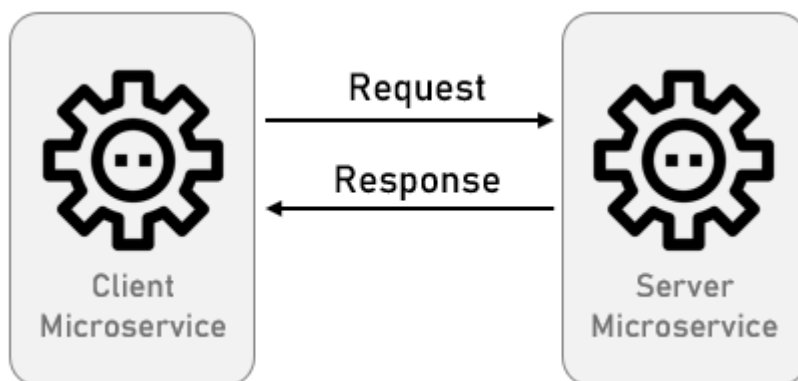 Request
Response
Client
Microservice
Server
Microservice